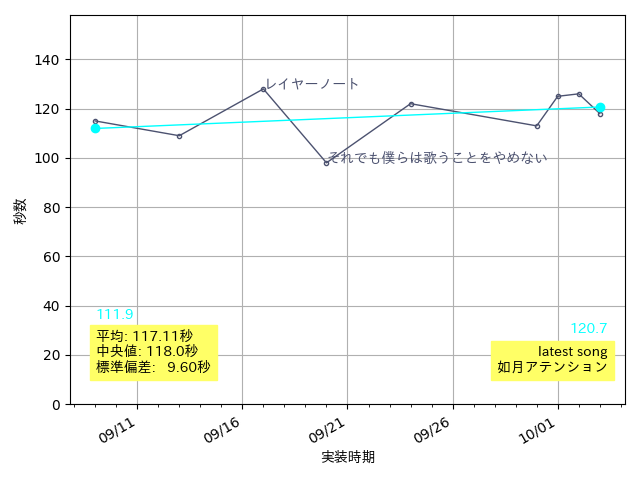 140
120
100
80
60
40
20
0
秒数
レイヤーノート
それでも僕らは歌うことをやめない
111.9
平均: 117.11秒
中央値: 118.0秒
標準偏差:  9.60秒
120.7
latest song
如月アテンション
09/11
09/16
09/21
09/26
10/01
実装時期